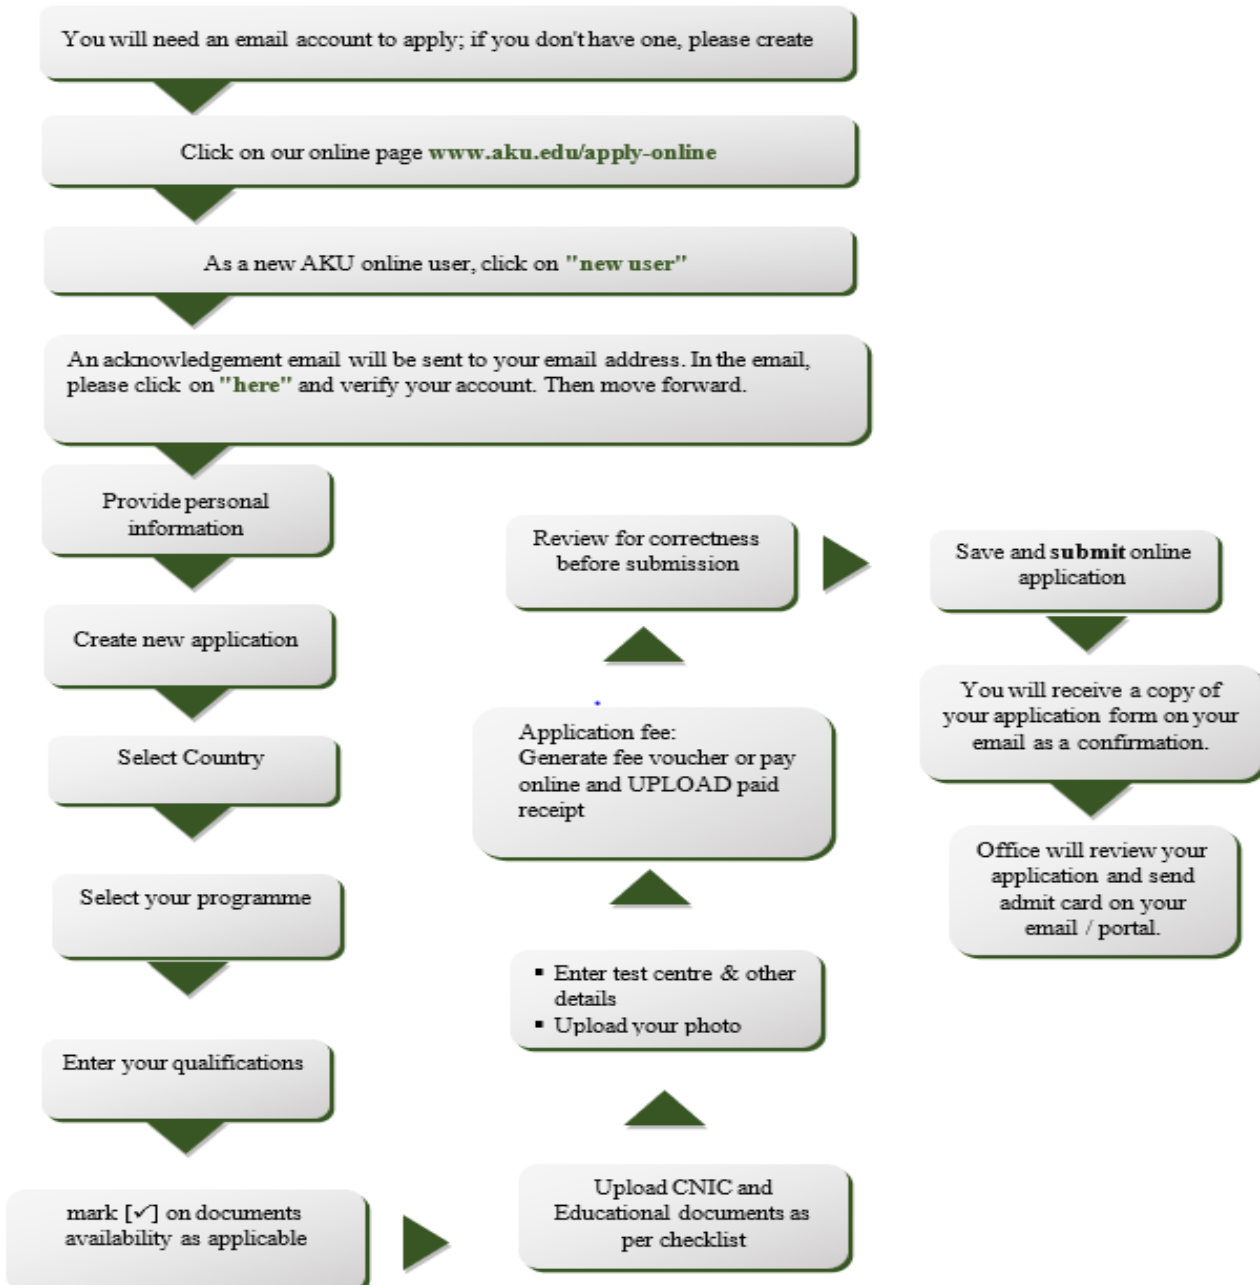 You will need an email account to apply; if you don't have one, please create
Click on our online page www.aku.edu/apply-online
As a new AKU online user, click on "new user"
An acknowledgement email will be sent to your email address. In the email,
please click on "here" and verify your account. Then move forward.
Provide personal
information
Create new application
Select Country
Select your programme
Enter your qualifications
mark [✓] on documents
availability as applicable
Upload CNIC and
Educational documents as
per checklist
▪ Enter test centre & other
details
▪ Upload your photo
Application fee:
Generate fee voucher or pay
online and UPLOAD paid
receipt
Review for correctness
before submission
Save and submit online
application
You will receive a copy of
your application form on your
email as a confirmation.
Office will review your
application and send
admit card on your
email / portal.